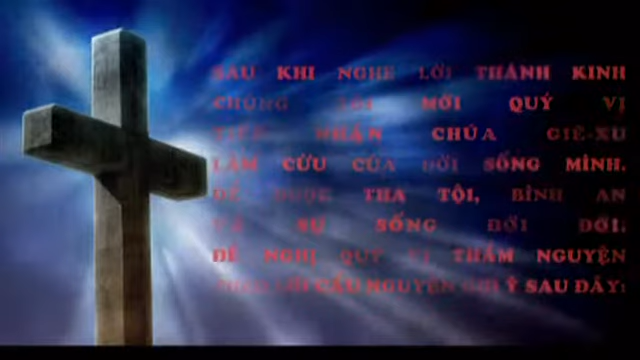 SAU KHI NGHE LỜI THÁNH KINH
CHÚNG TÔI MỜI QUÝ VỊ
TIẾP NHẬN CHÚA GIÊ-XU
LÀM CỨU CỦA ĐỜI SỐNG MÌNH.
ĐỂ ĐƯỢC THA TỘI, BÌNH AN
VÀ SỰ SỐNG ĐỜI ĐỜI.
ĐỀ NGHỊ QUÝ VỊ THẦM NGUYỆN
LỜI CẦU NGUYỆN GỢI Ý SAU ĐÂY: